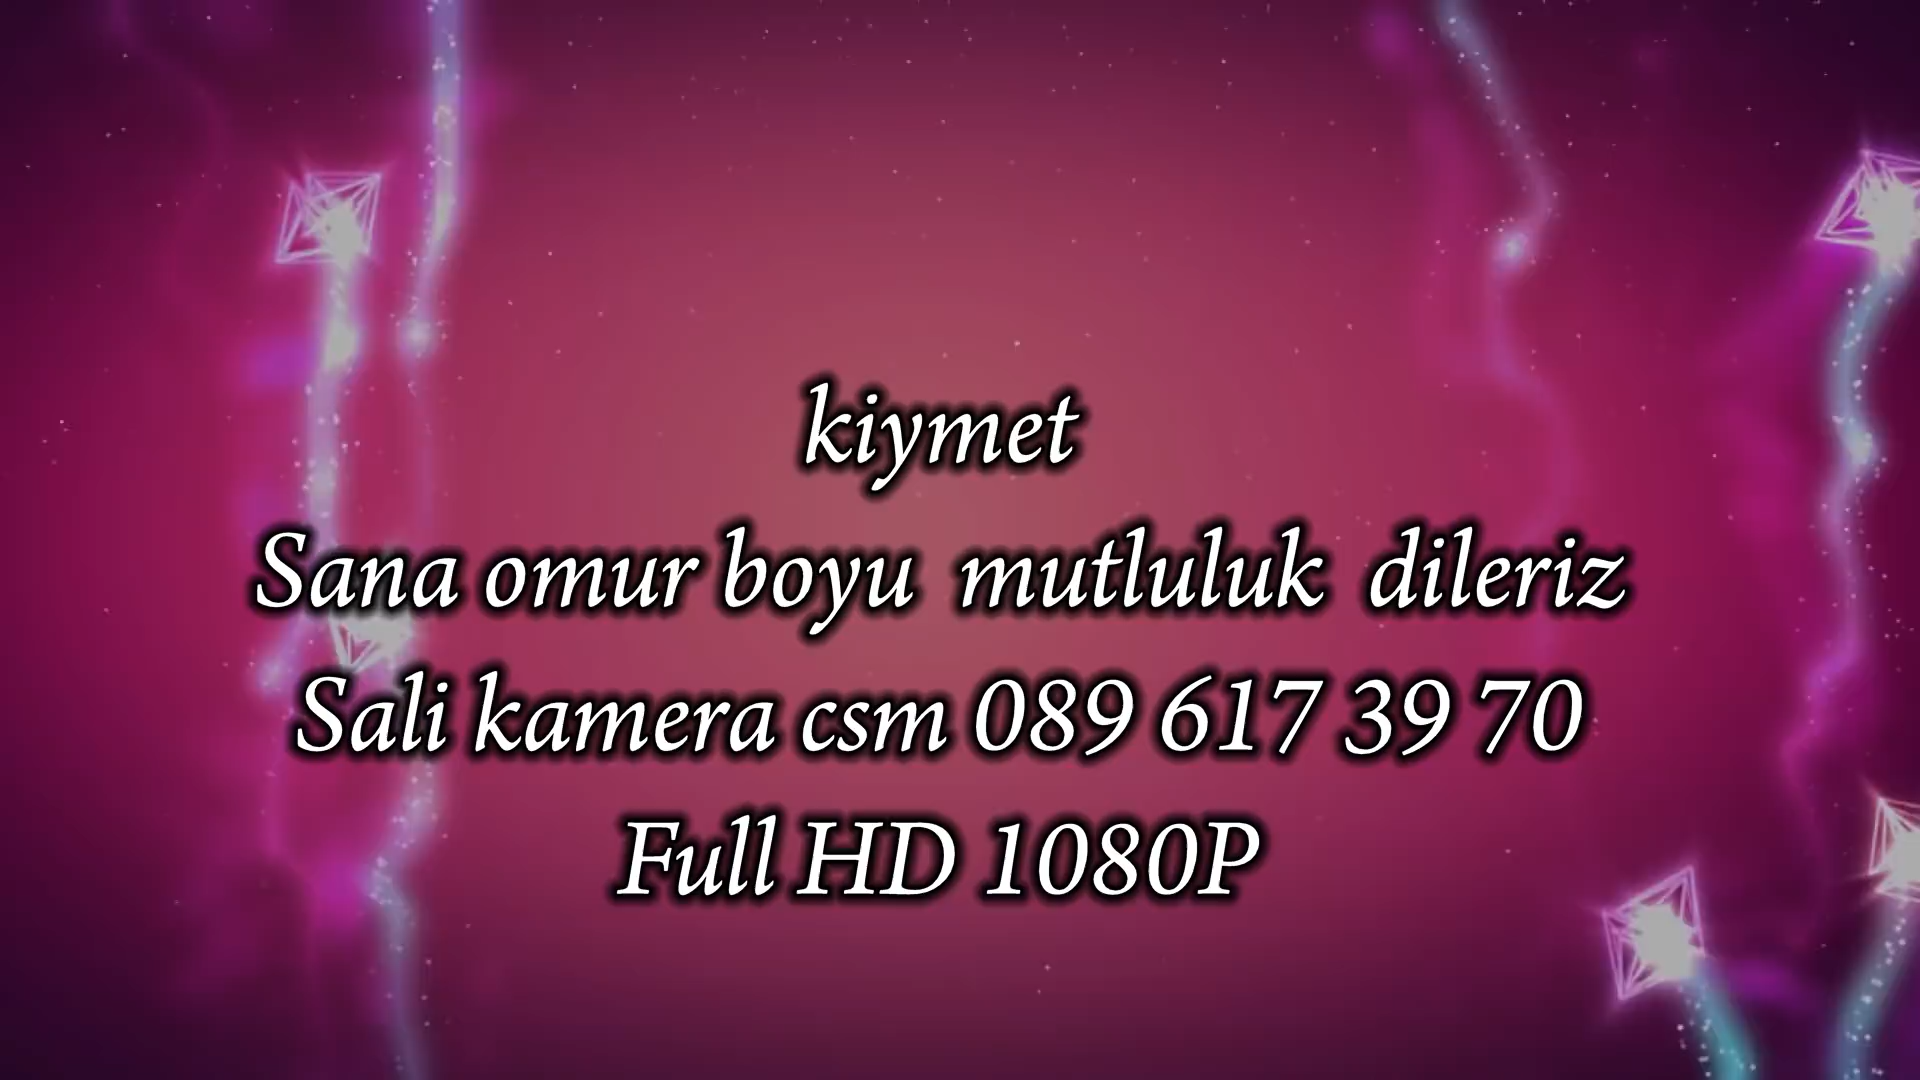 kiymet
Sana omur boyu mutluluk dileriz
Sali kamera csm 089 617 39 70
Full HD 1080P